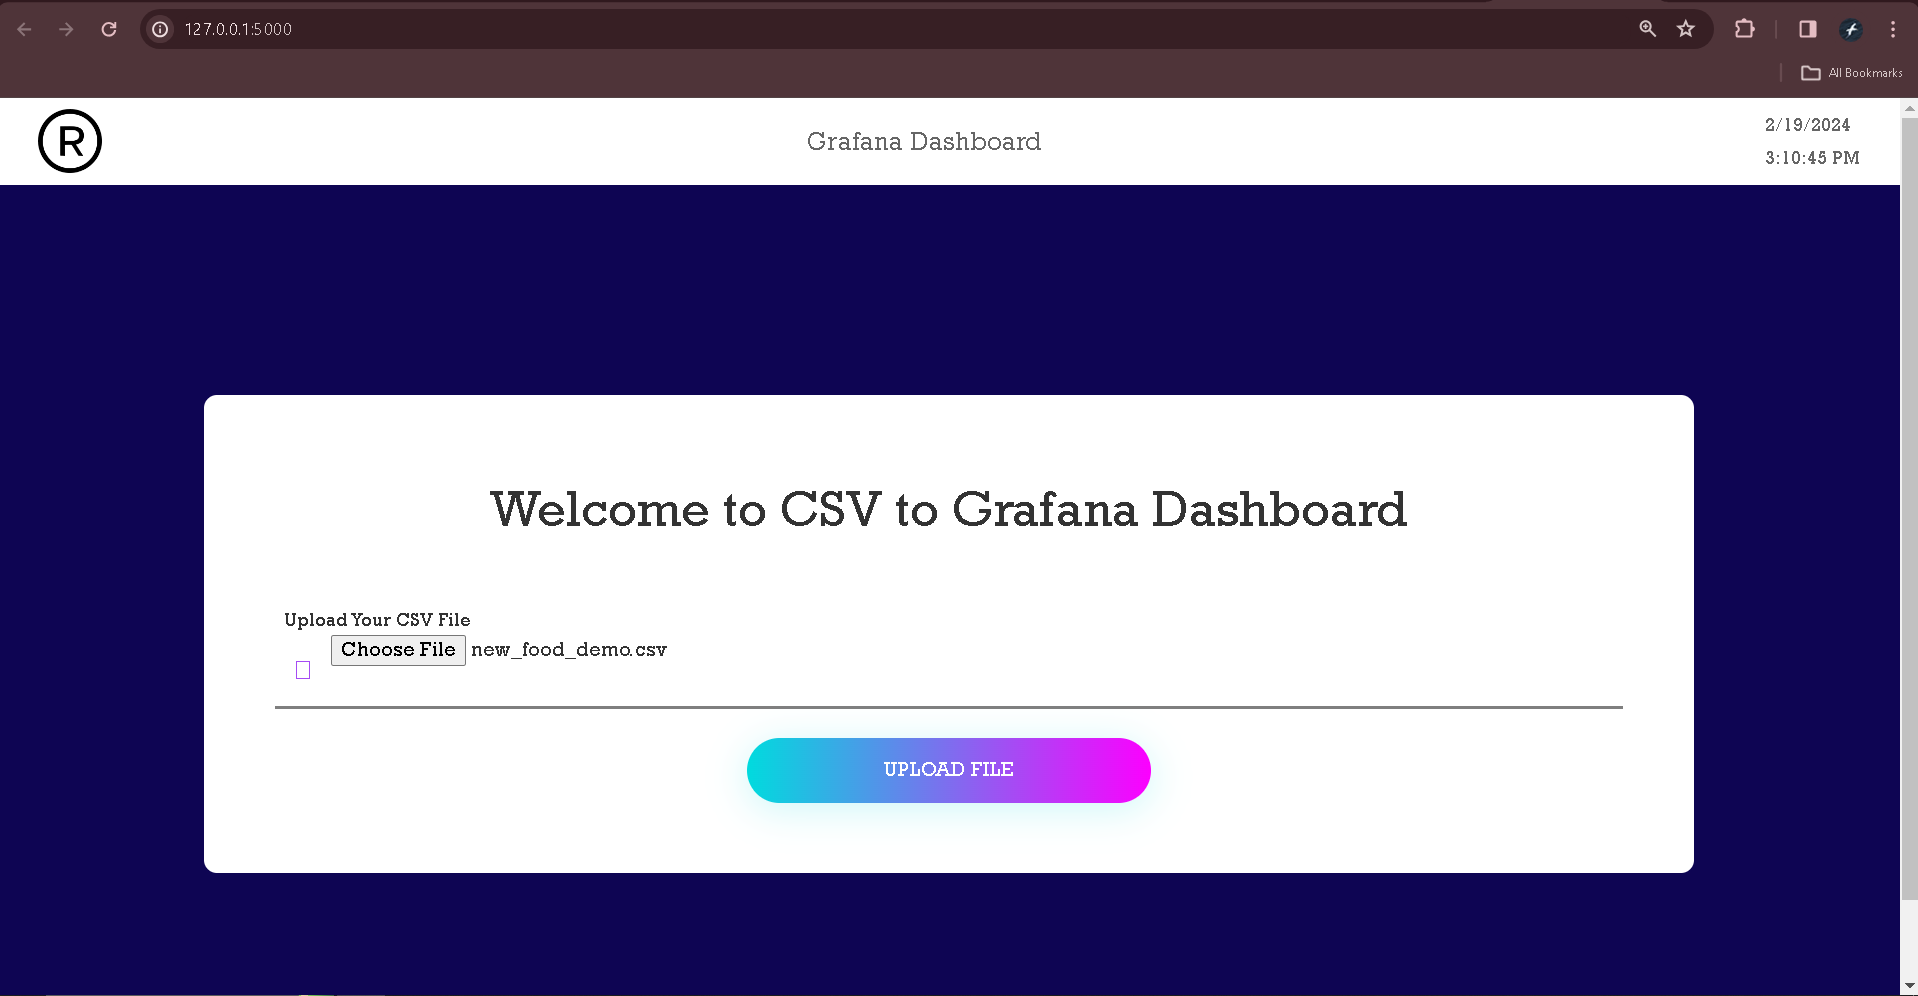 127.0.0.1:5000
All Bookmarks
R
Grafana Dashboard
2/19/2024
3:10:45 PM
Welcome to CSV to Grafana Dashboard
Upload Your CSV File
Choose File new_food_demo.csv
UPLOAD FILE